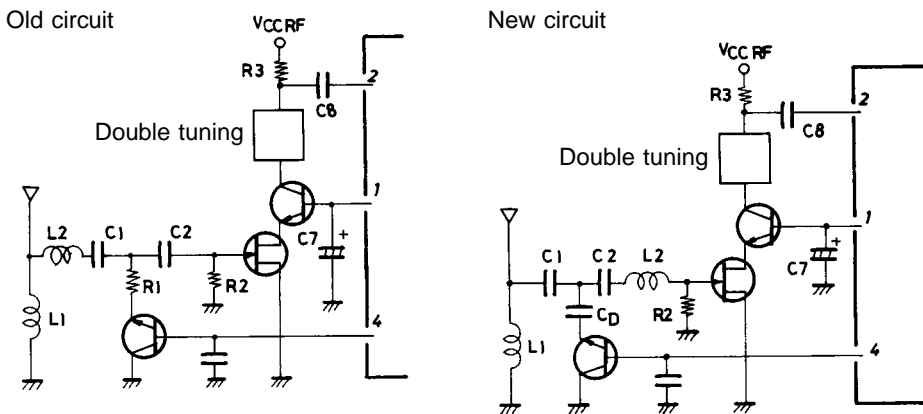 Old circuit
VCC RF
R3
2
C8
Double tuning
1
C7
+
L2
C1
C2
R1
R2
L1
4
New circuit
VCC RF
R3
2
C8
Double tuning
1
C7
+
C1
C2
L2
CD
R2
L1
4